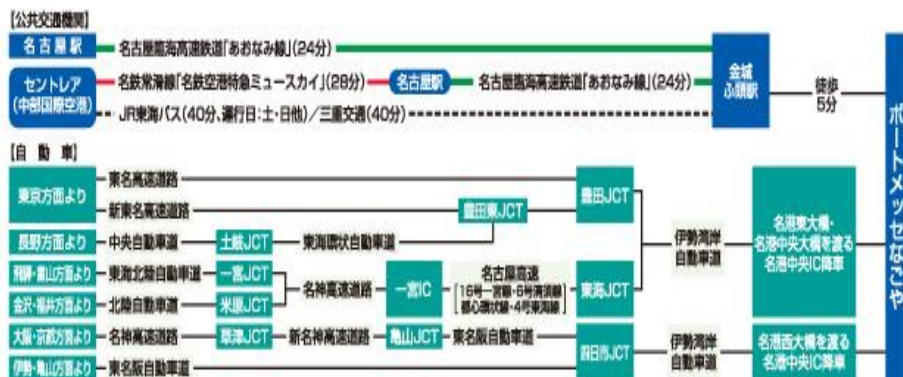 【公共交通機関】
名古屋駅
名古屋臨海高速鉄道「あおなみ線」(24分)
セントレア
(中部国際空港)
名鉄常滑線「名鉄空港特急ミュースカイ」(28分)
名古屋駅
名古屋臨海高速鉄道「あおなみ線」(24分)
JR東海バス(40分、運行日:土・日他)/三重交通(40分)
金城
ふ頭駅
徒歩
5分
ポートメッセなごや
【自動車】
東京方面より
東名高速道路
新東名高速道路
豊田東JCT
豊田JCT
長野方面より
中央自動車道
土岐JCT
東海環状自動車道
飛騨・富山方面より
東海北陸自動車道
一宮JCT
金沢・福井方面より
北陸自動車道
米原JCT
名神高速道路
一宮IC
名古屋高速
[16号一宮線・6号清須線
都心環状線・4号東海線]
東海JCT
伊勢湾岸
自動車道
名港東大橋・
名港中央大橋を渡る
名港中央IC降車
大阪・京都方面より
名神高速道路
草津JCT
新名神高速道路
亀山JCT
東名阪自動車道
伊勢・亀山方面より
東名阪自動車道
四日市JCT
伊勢湾岸
自動車道
名港西大橋を渡る
名港中央IC降車